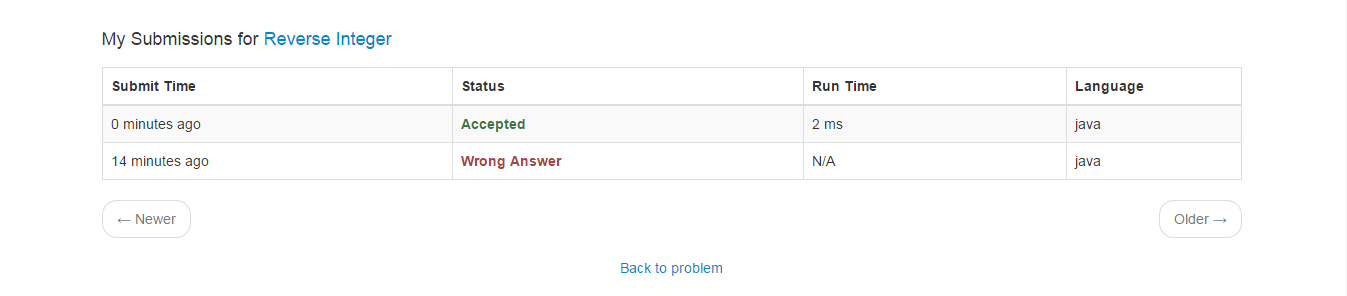 My Submissions for Reverse Integer
Submit Time Status Run Time Language
0 minutes ago Accepted 2 ms java
14 minutes ago Wrong Answer N/A java
← Newer Older →
Back to problem